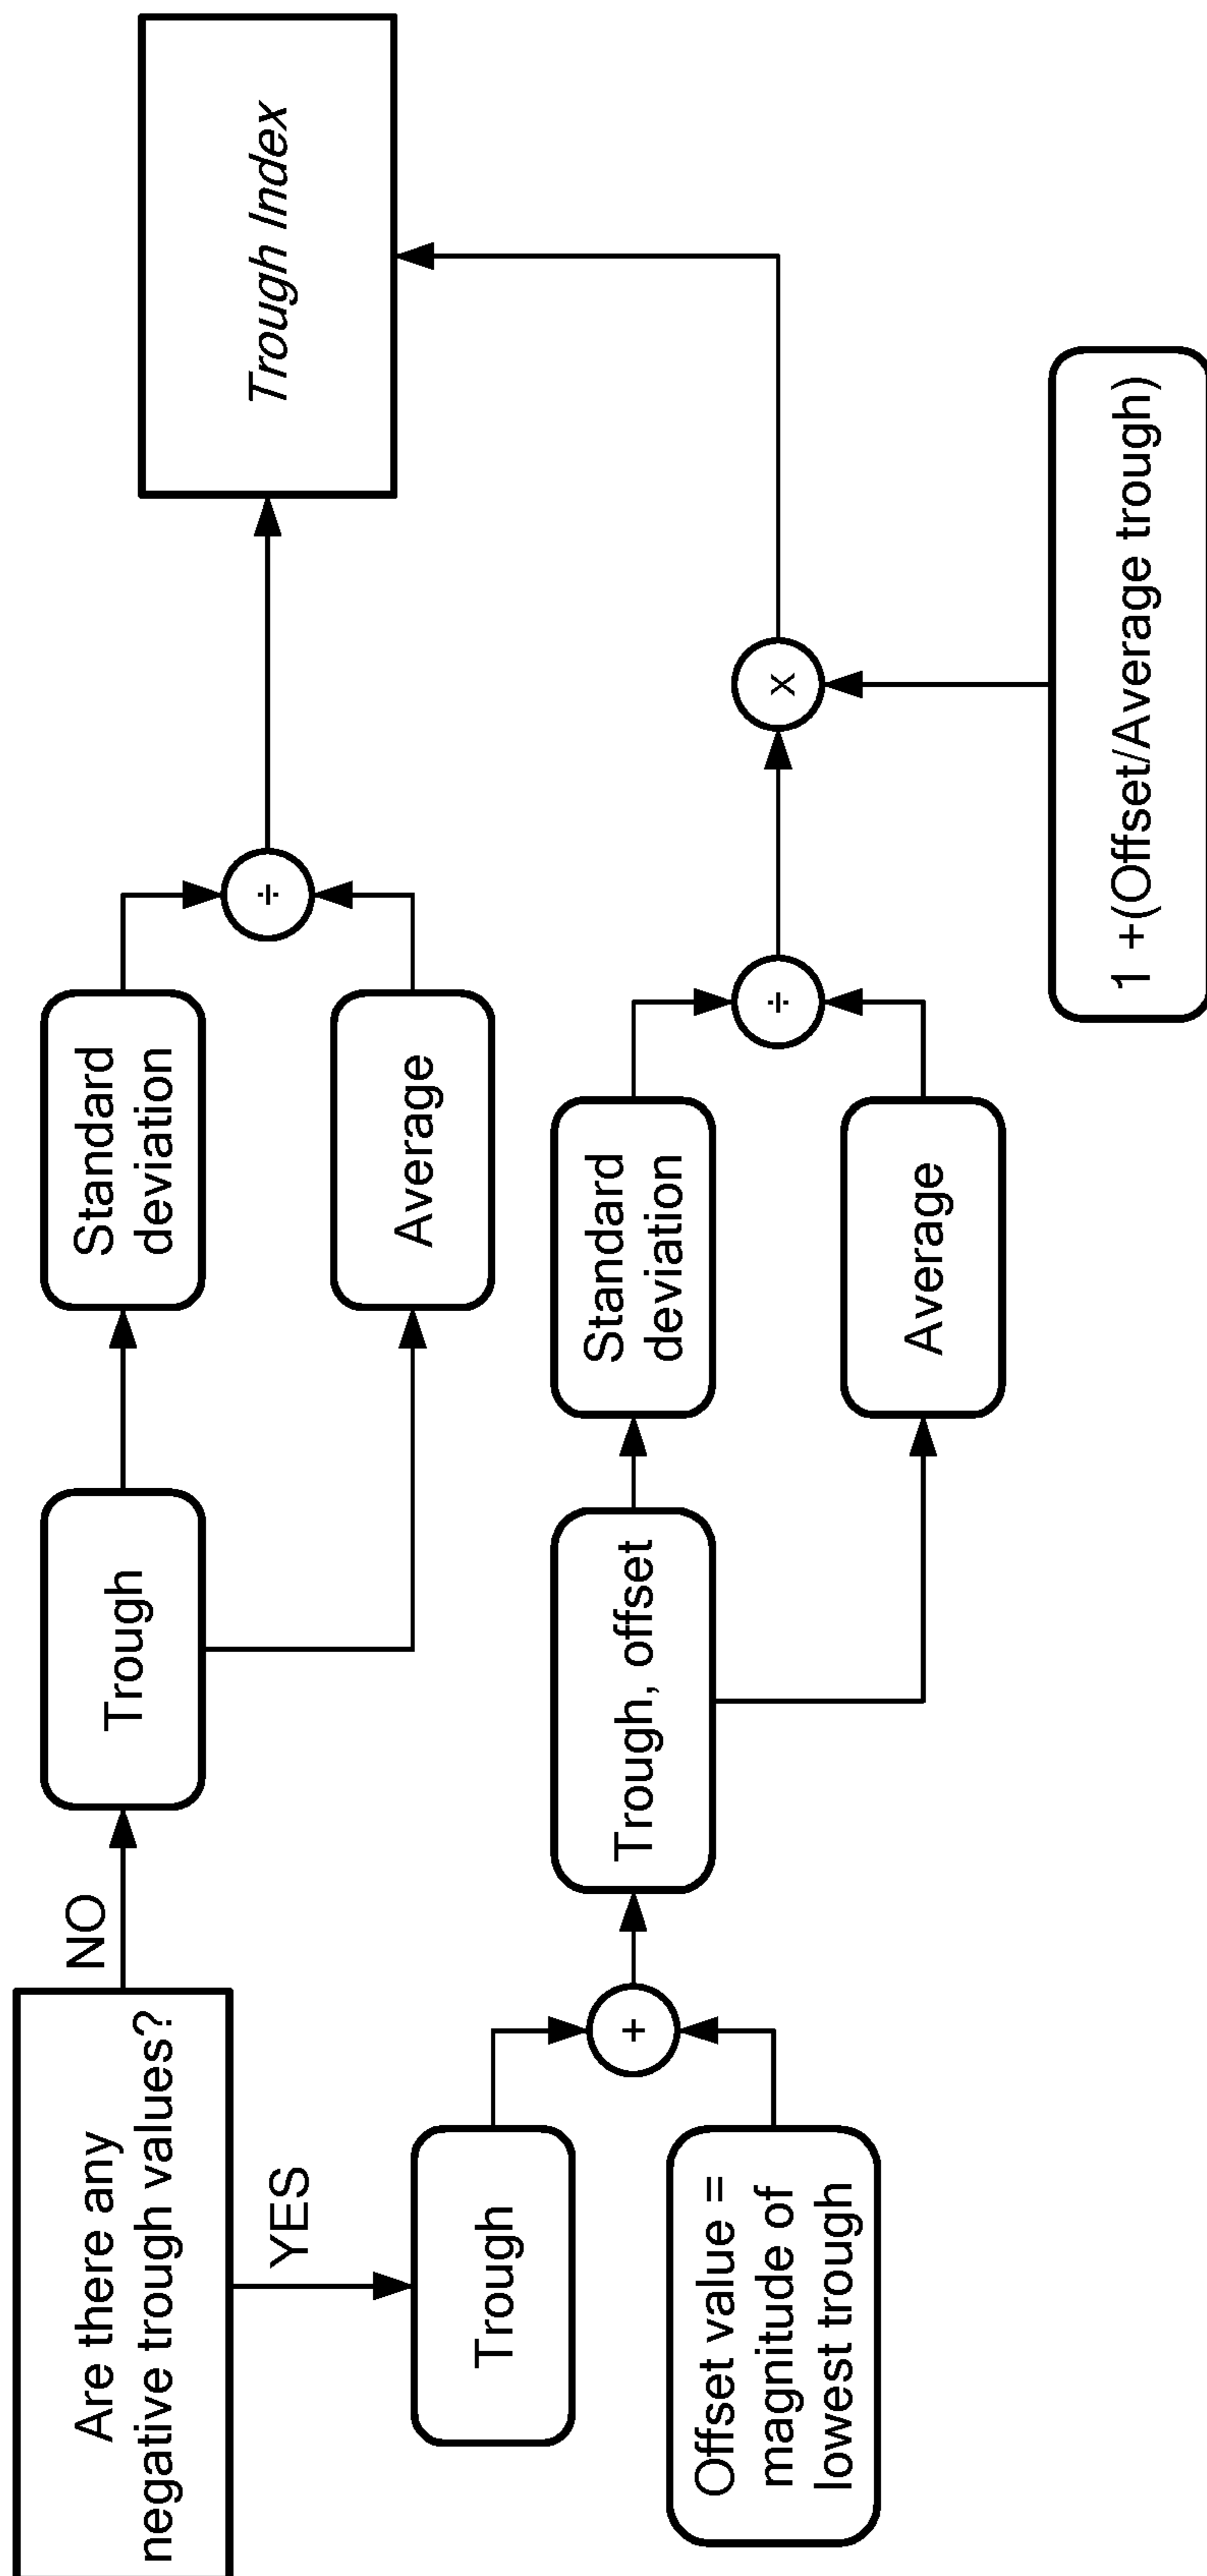 Are there any
negative trough values?
NO
Trough
Standard
deviation
Average
÷
Trough Index
YES
Trough
Offset value =
magnitude of
lowest trough
+
Trough, offset
Standard
deviation
Average
÷
x
1 +(Offset/Average trough)